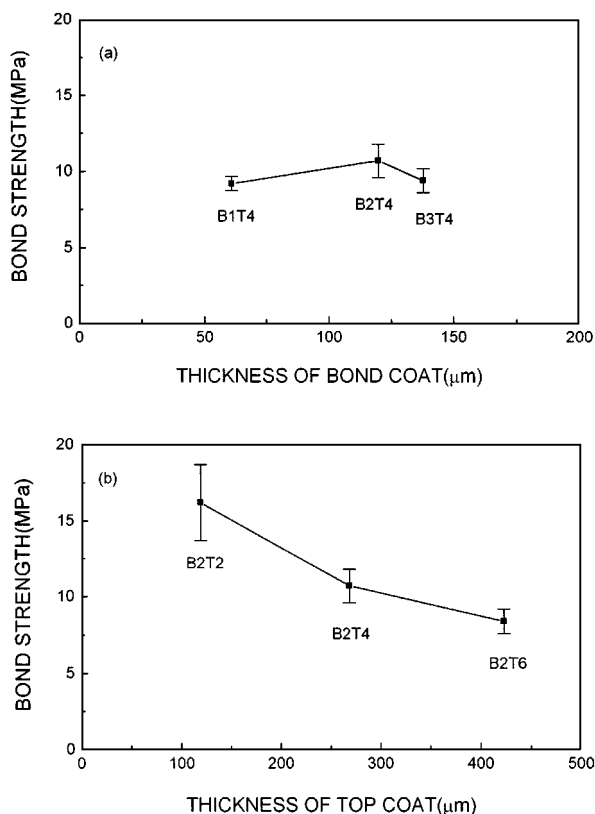 20
(a)
15
10
5
0
B1T4
B2T4
B3T4
0 50 100 150 200
BOND STRENGTH(MPa)
THICKNESS OF BOND COAT(μm)
20
(b)
15
10
5
0
B2T2
B2T4
B2T6
0 100 200 300 400 500
BOND STRENGTH(MPa)
THICKNESS OF TOP COAT(μm)